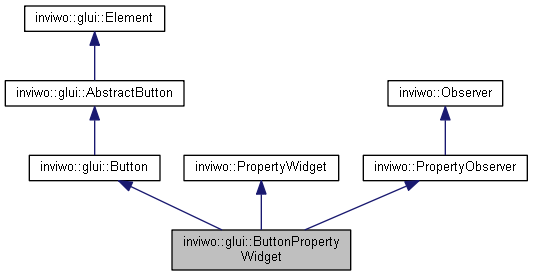 inviwo::glui::Element
inviwo::glui::AbstractButton
inviwo::Observer
inviwo::glui::Button
inviwo::PropertyWidget
inviwo::PropertyObserver
inviwo::glui::ButtonProperty
Widget